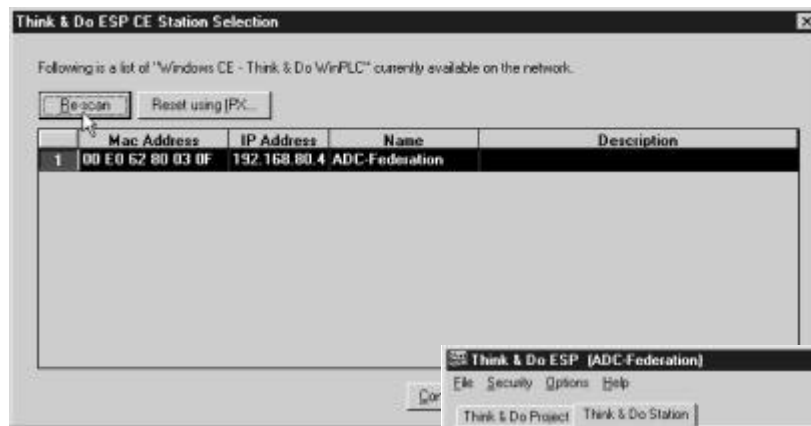 Think & Do ESP CE Station Selection
Following is a list of "Windows CE - Think & Do WinPLC" currently available on the network.
Re-scan
Reset using IPX...
Mac Address IP Address Name Description
1 00 E0 62 80 03 0F 192.168.80.4 ADC-Federation
Think & Do ESP (ADC-Federation)
File Security Options Help
Think & Do Project Think & Do Station